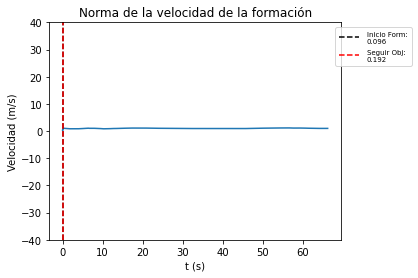 Norma de la velocidad de la formación
Inicio Form:
0.096
Seguir Obj:
0.192
Velocidad (m/s)
40
30
20
10
0
−10
−20
−30
−40
0 10 20 30 40 50 60
t (s)